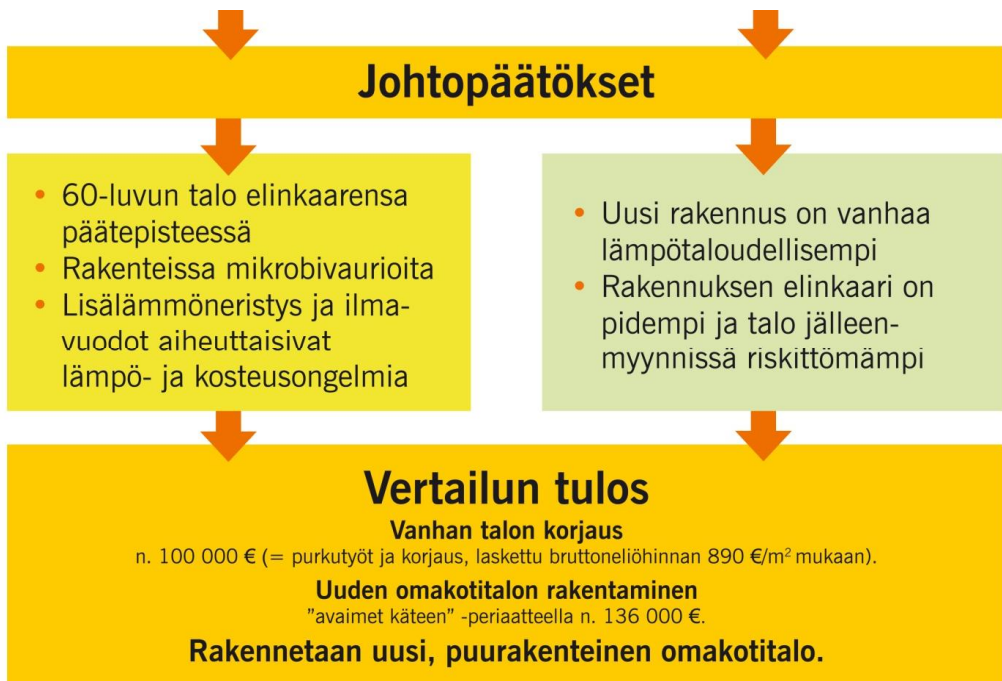 Johtopäätökset
• 60-luvun talo elinkaarensa
päätepisteessä
• Rakenteissa mikrobivaurioita
• Lisälämmöneristys ja ilma-
vuodot aiheuttaisivat
lämpö- ja kosteusongelmia
• Uusi rakennus on vanhaa
lämpötaloudellisempi
• Rakennuksen elinkaari on
pidempi ja talo jälleen-
myynnissä riskittömämpi
Vertailun tulos
Vanhan talon korjaus
n. 100 000 € (= purkutyöt ja korjaus, laskettu bruttoneliöhinnan 890 €/m² mukaan).
Uuden omakotitalon rakentaminen
”avaimet käteen” -periaatteella n. 136 000 €.
Rakennetaan uusi, puurakenteinen omakotitalo.